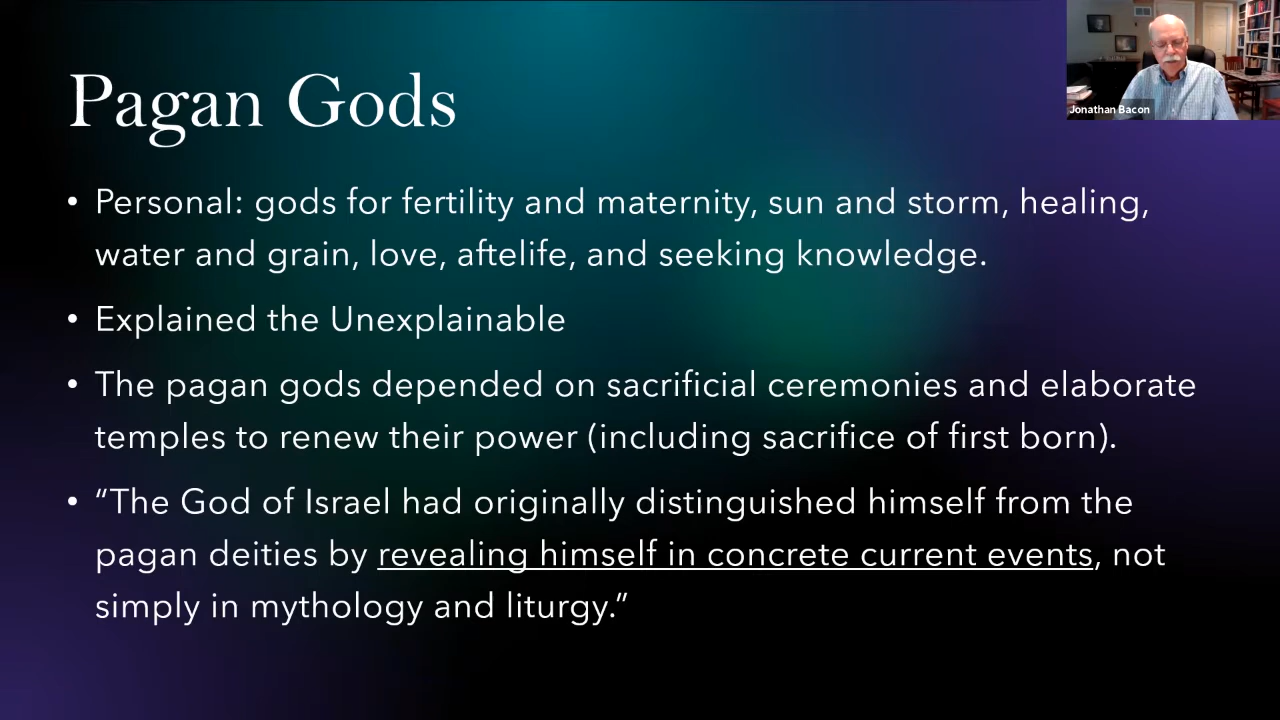 Pagan Gods
Jonathan Bacon
• Personal: gods for fertility and maternity, sun and storm, healing,
water and grain, love, aftelife, and seeking knowledge.
• Explained the Unexplainable
• The pagan gods depended on sacrificial ceremonies and elaborate
temples to renew their power (including sacrifice of first born).
• “The God of Israel had originally distinguished himself from the
pagan deities by revealing himself in concrete current events, not
simply in mythology and liturgy.”